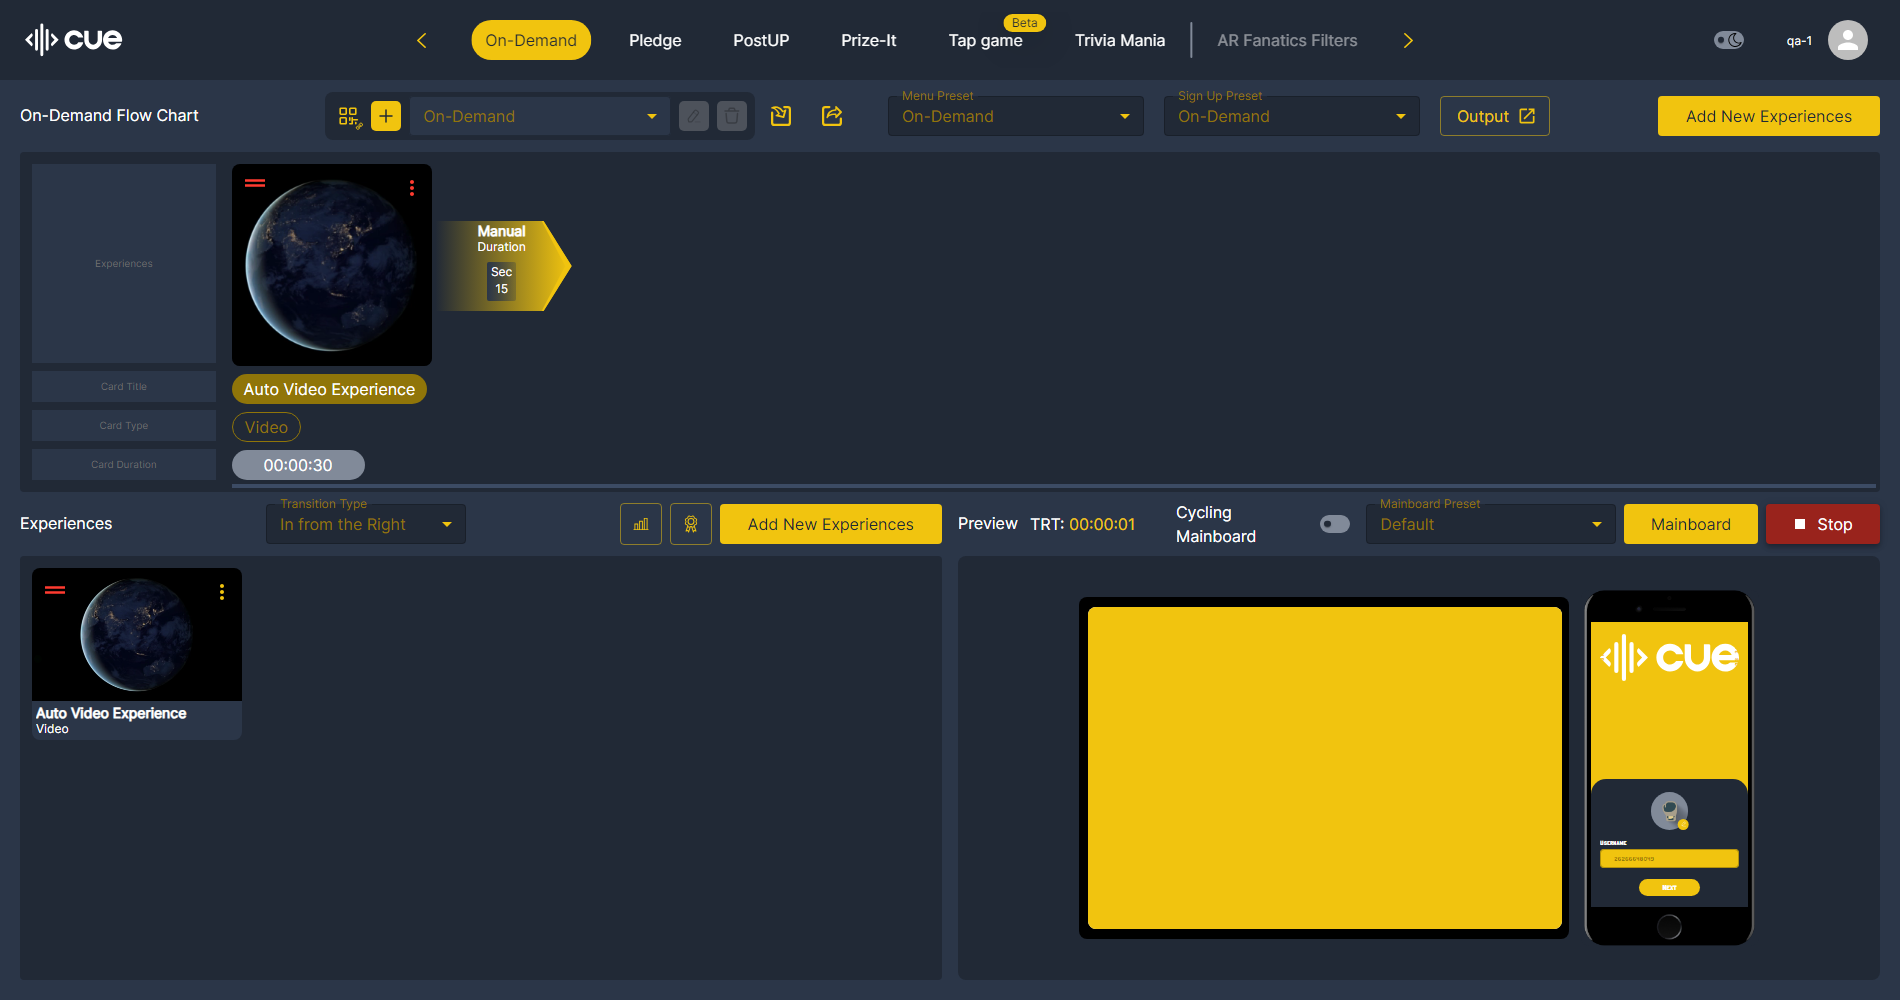 cue
On-Demand
Pledge
PostUP
Prize-It
Tap game
Beta
Trivia Mania
AR Fanatics Filters
qa-1
On-Demand Flow Chart
On-Demand
Menu Preset
On-Demand
Sign Up Preset
On-Demand
Output
Add New Experiences
Experiences
Manual
Duration
Sec
15
Card Title
Auto Video Experience
Card Type
Video
Card Duration
00:00:30
Experiences
Transition Type
In from the Right
Add New Experiences
Preview
TRT: 00:00:01
Cycling
Mainboard
Mainboard Preset
Default
Mainboard
Stop
Auto Video Experience
Video
cue
USERNAME
NEXT